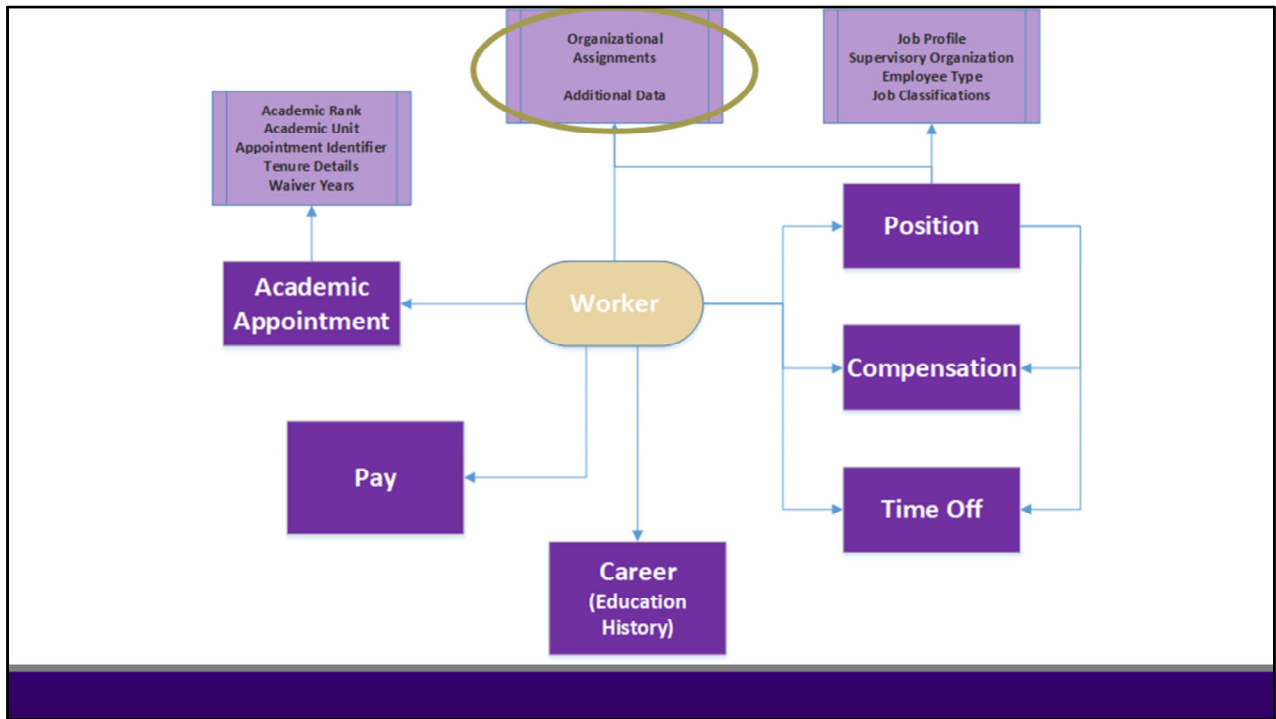 Organizational
Assignments
Additional Data
Job Profile
Supervisory Organization
Employee Type
Job Classifications
Academic Rank
Academic Unit
Appointment Identifier
Tenure Details
Waiver Years
Position
Academic
Appointment
Worker
Compensation
Pay
Time Off
Career
(Education
History)